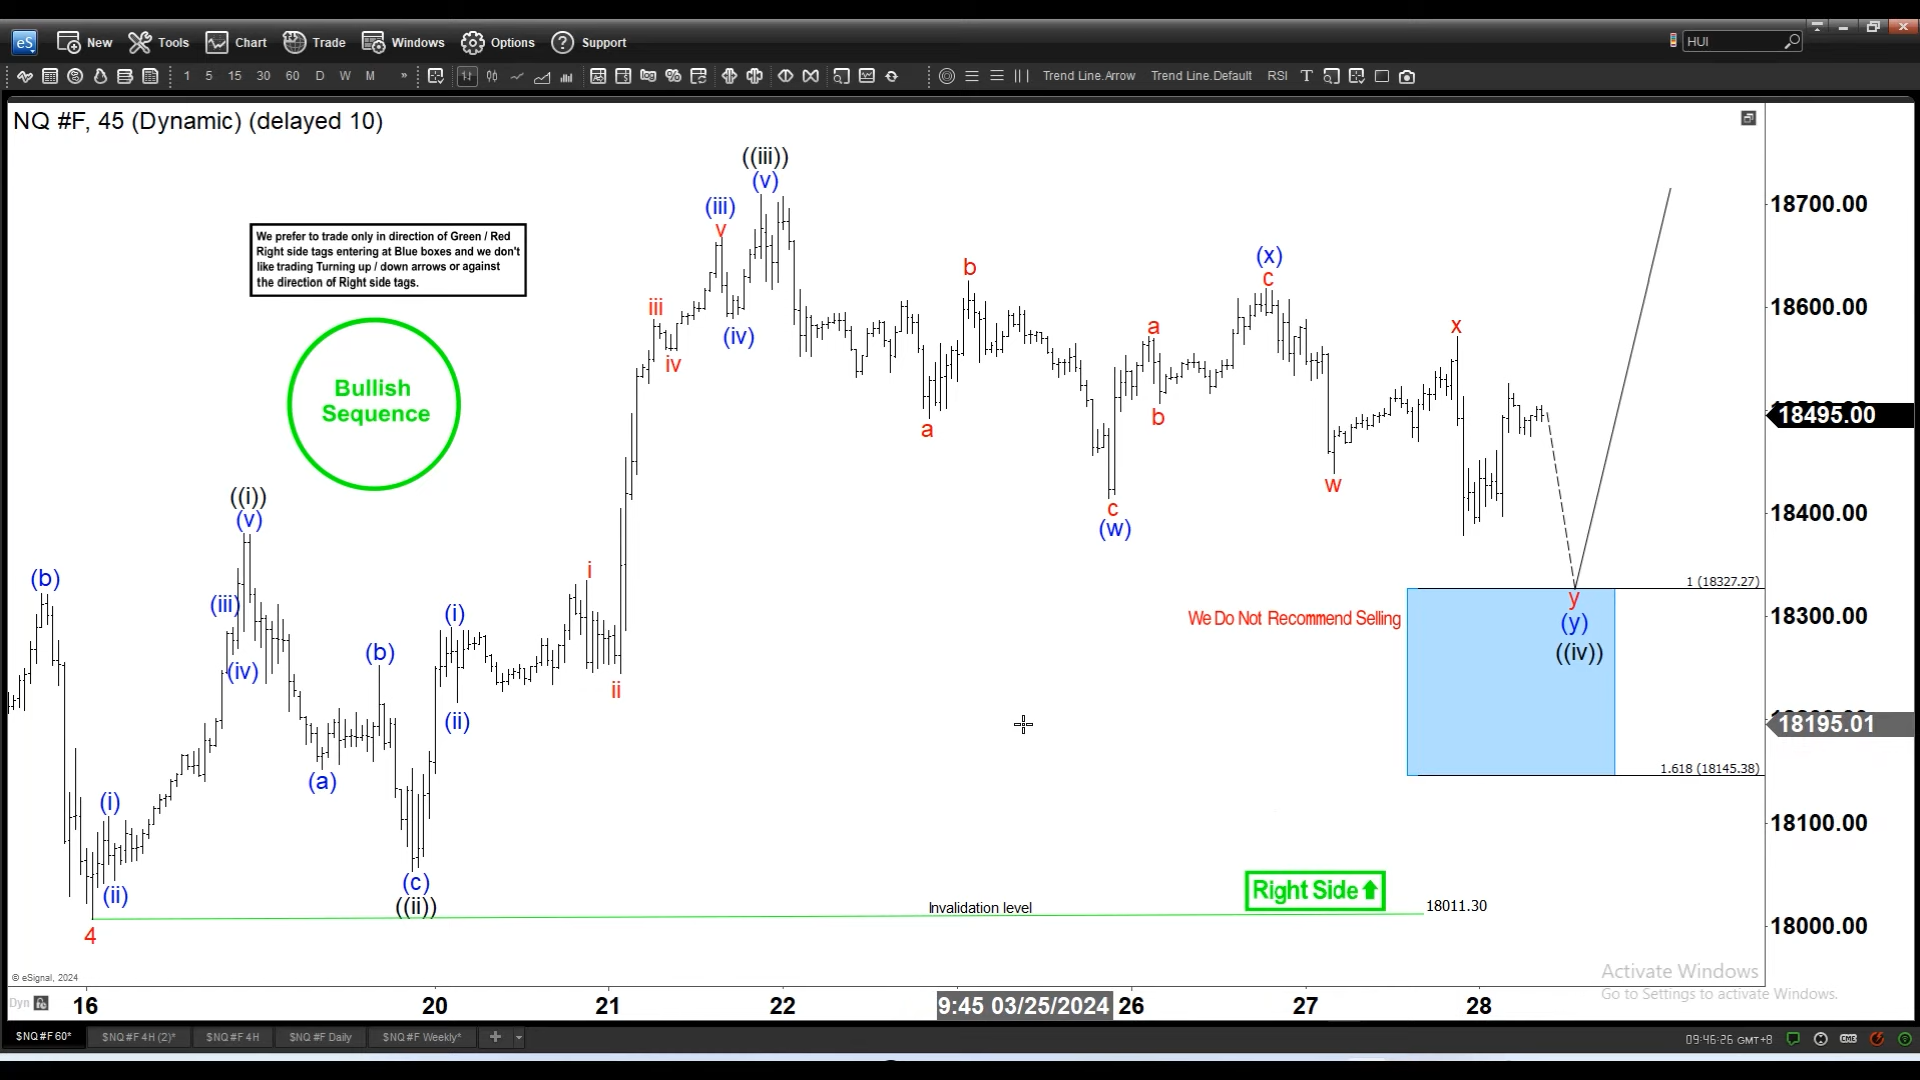 eS New Tools Chart Trade Windows Options Support HUI
1 5 15 30 60 D W M » Trend Line.Arrow Trend Line.Default RSI T
NQ #F, 45 (Dynamic) (delayed 10)
((iii))
(v)
(iii)
v
18700.00
We prefer to trade only in direction of Green / Red
Right side tags entering at Blue boxes and we don't
like trading Turning up / down arrows or against
the direction of Right side tags.
(x)
c
b
iii
18600.00
(iv)
a
x
iv
Bullish
Sequence
18495.00
b
a
w
((i))
(v)
c
(w)
18400.00
i
(b)
1 (18327.27)
(iii)
(i)
We Do Not Recommend Selling
y
(y)
18300.00
(b)
((iv))
(iv)
ii
(ii)
18195.01
(a)
1.618 (18145.38)
(i)
18100.00
(c)
((ii))
(ii)
Right Side
Invalidation level
18011.30
4
18000.00
© eSignal, 2024
Activate Windows
Go to Settings to activate Windows.
Dyn
16 20 21 22 9:45 03/25/2024 26 27 28
$NQ #F 60* $NQ #F 4H (2)* $NQ #F 4H $NQ #F Daily $NQ #F Weekly* +
09:46:26 GMT+8 CME